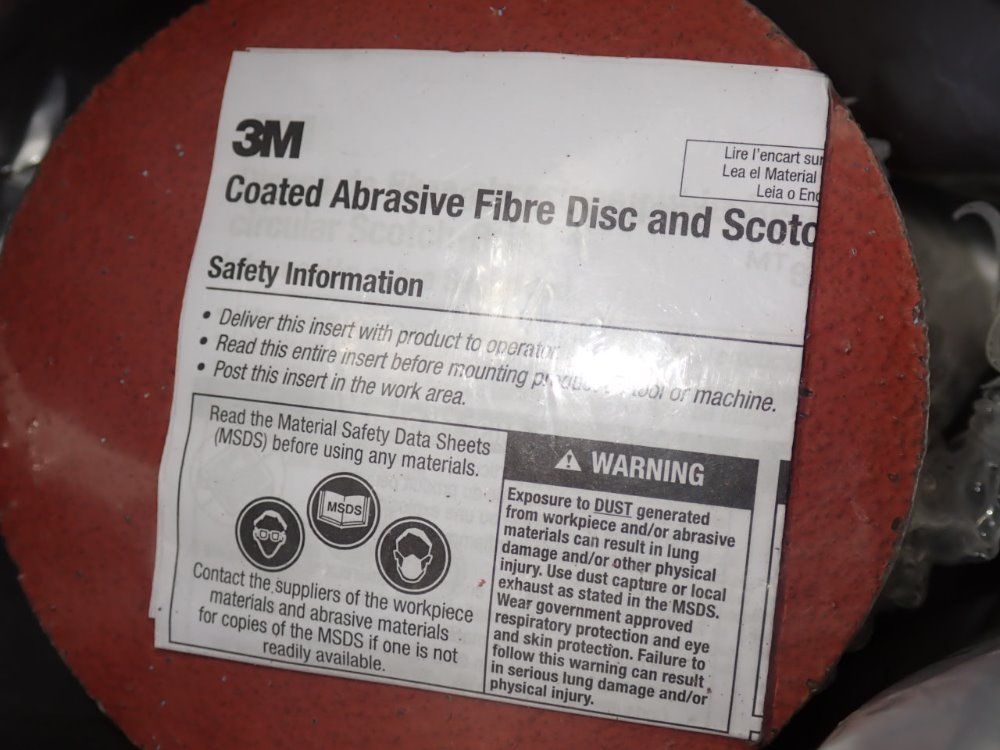 3M
Lire l'encart sur
Lea el Material
Leia o Enc
Coated Abrasive Fibre Disc and Scotc
Safety Information
• Deliver this insert with product to operator
• Read this entire insert before mounting tool or machine.
• Post this insert in the work area.
Read the Material Safety Data Sheets
(MSDS) before using any materials.
MSDS
Contact the suppliers of the workpiece
materials and abrasive materials
for copies of the MSDS if one is not
readily available.
WARNING
Exposure to DUST generated
from workpiece and/or abrasive
materials can result in lung
damage and/or other physical
injury. Use dust capture or local
exhaust as stated in the MSDS.
Wear government approved
respiratory protection and eye
and skin protection. Failure to
follow this warning can result
in serious lung damage and/or
physical injury.